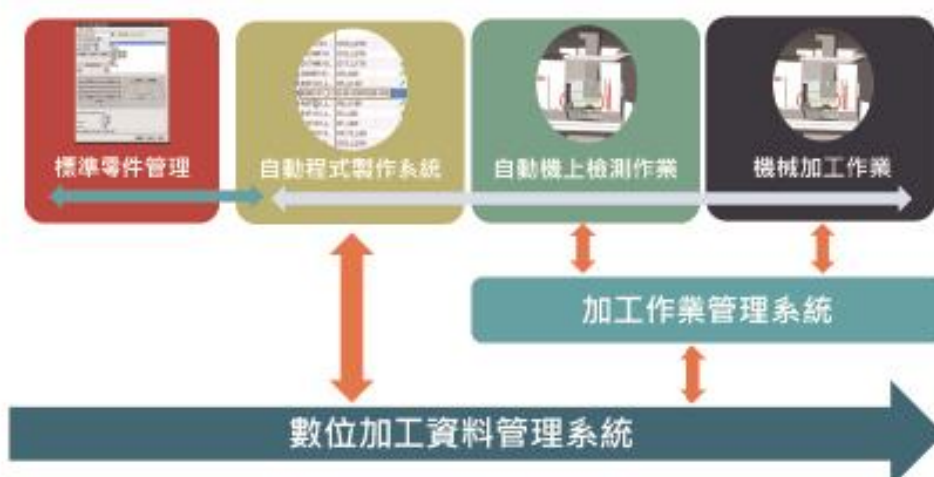 標準零件管理
自動程式製作系統
自動機上檢測作業
機械加工作業
加工作業管理系統
數位加工資料管理系統